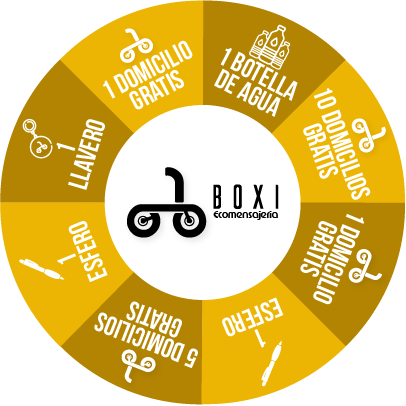 1 BOTELLA
DE AGUA
10 DOMICILIOS
GRATIS
1 DOMICILIO
GRATIS
1
ESFERO
5 DOMICILIOS
GRATIS
1
ESFERO
1
LLAVERO
1 DOMICILIO
GRATIS
BOXI
Ecomensajeria